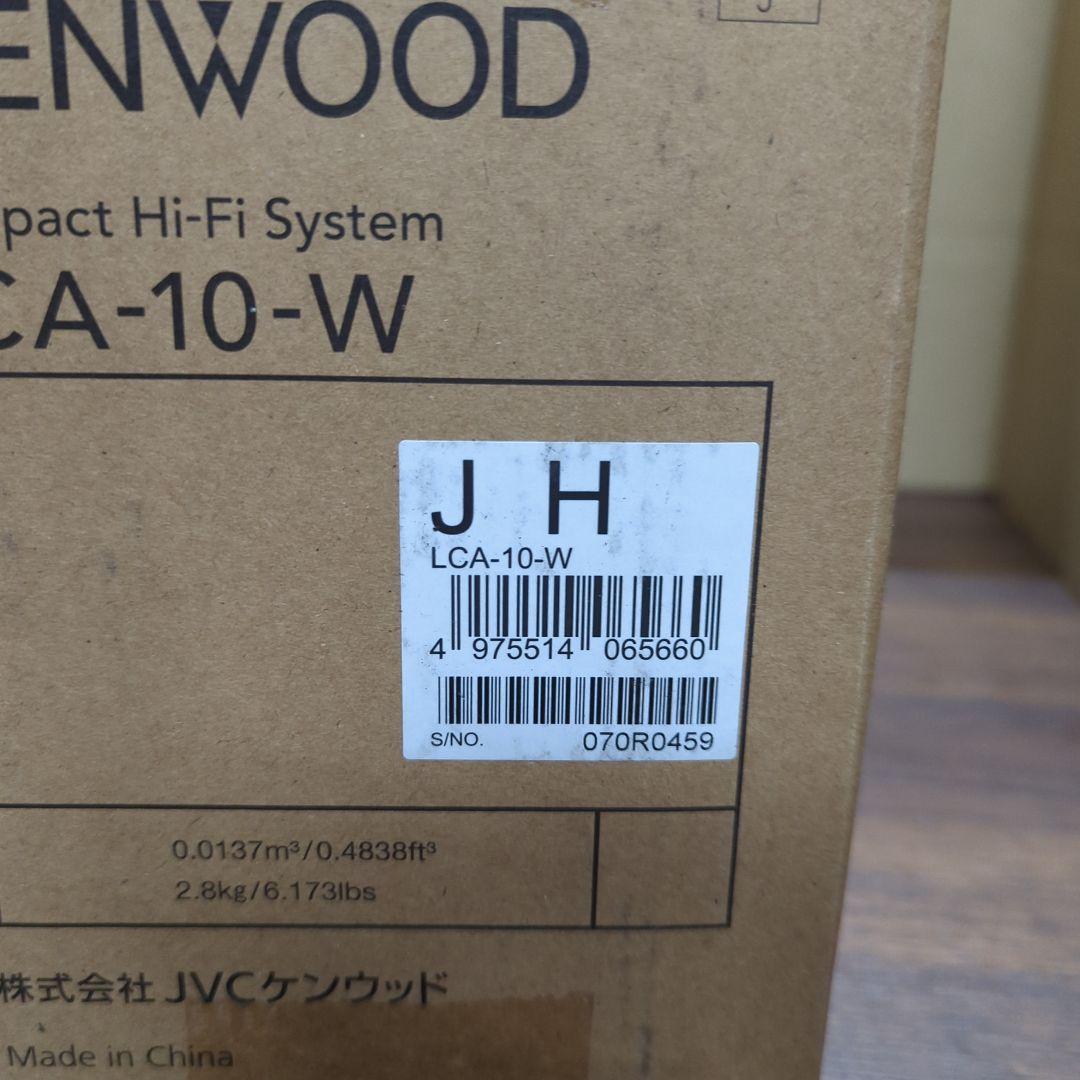 J
ENWOOD
pact Hi-Fi System
CA-10-W
J H
LCA-10-W
4 975514 065660
S/NO. 070R0459
0.0137m³/0.4838ft³
2.8kg/6.173lbs
株式会社 JVCケンウッド
Made in China